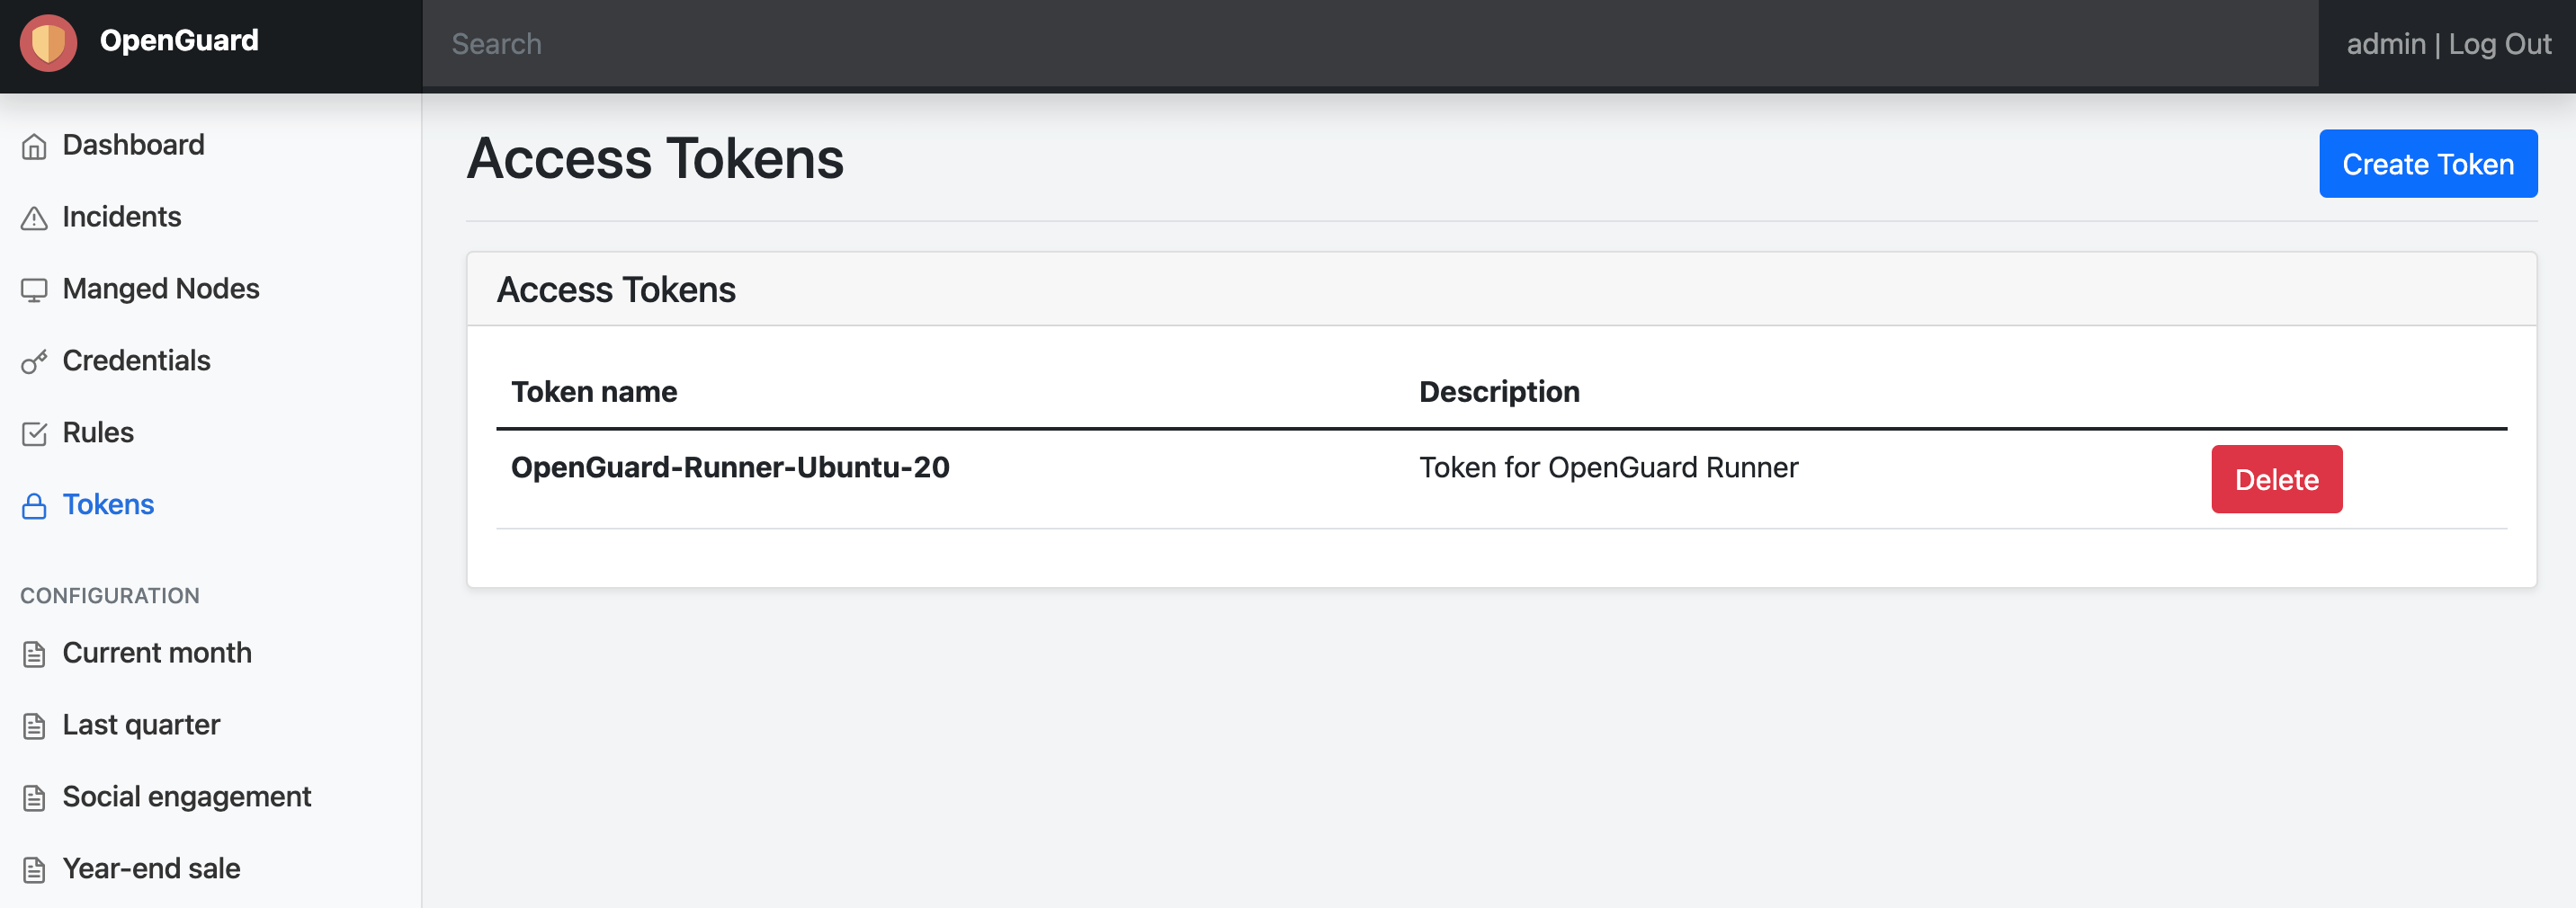 OpenGuard
Search
admin | Log Out
Dashboard
Incidents
Manged Nodes
Credentials
Rules
Tokens
CONFIGURATION
Current month
Last quarter
Social engagement
Year-end sale
Access Tokens
Create Token
Access Tokens
Token name Description
OpenGuard-Runner-Ubuntu-20 Token for OpenGuard Runner Delete